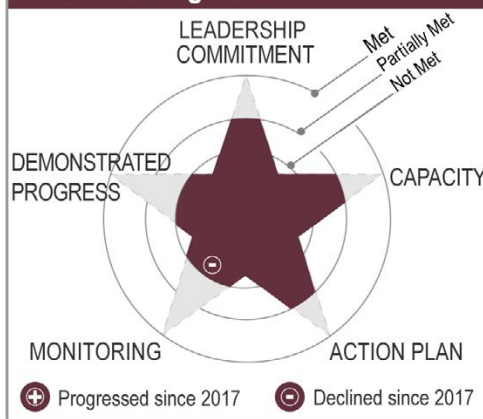 LEADERSHIP
COMMITMENT
Met
Partially Met
Not Met
DEMONSTRATED
PROGRESS
CAPACITY
MONITORING
ACTION PLAN
Progressed since 2017
Declined since 2017